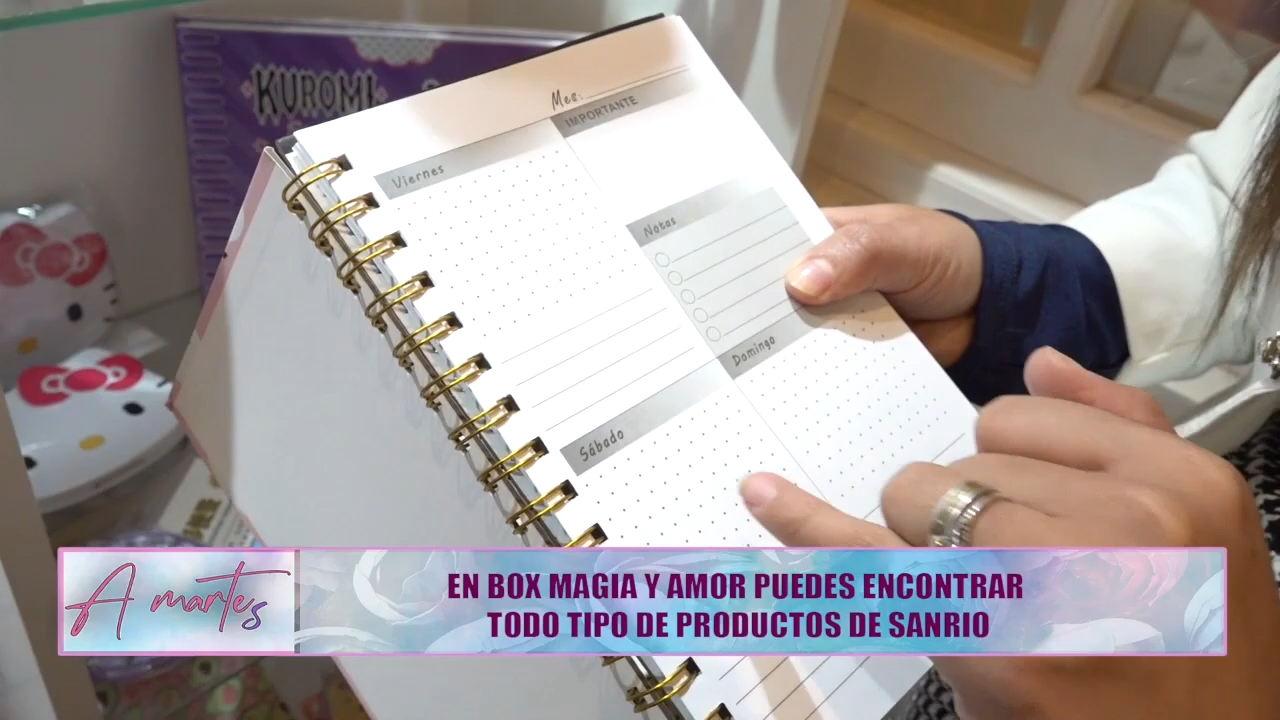 KUROMI
Mes:
IMPORTANTE
Viernes
Notas
Domingo
Sábado
A martes
EN BOX MAGIA Y AMOR PUEDES ENCONTRAR
TODO TIPO DE PRODUCTOS DE SANRIO